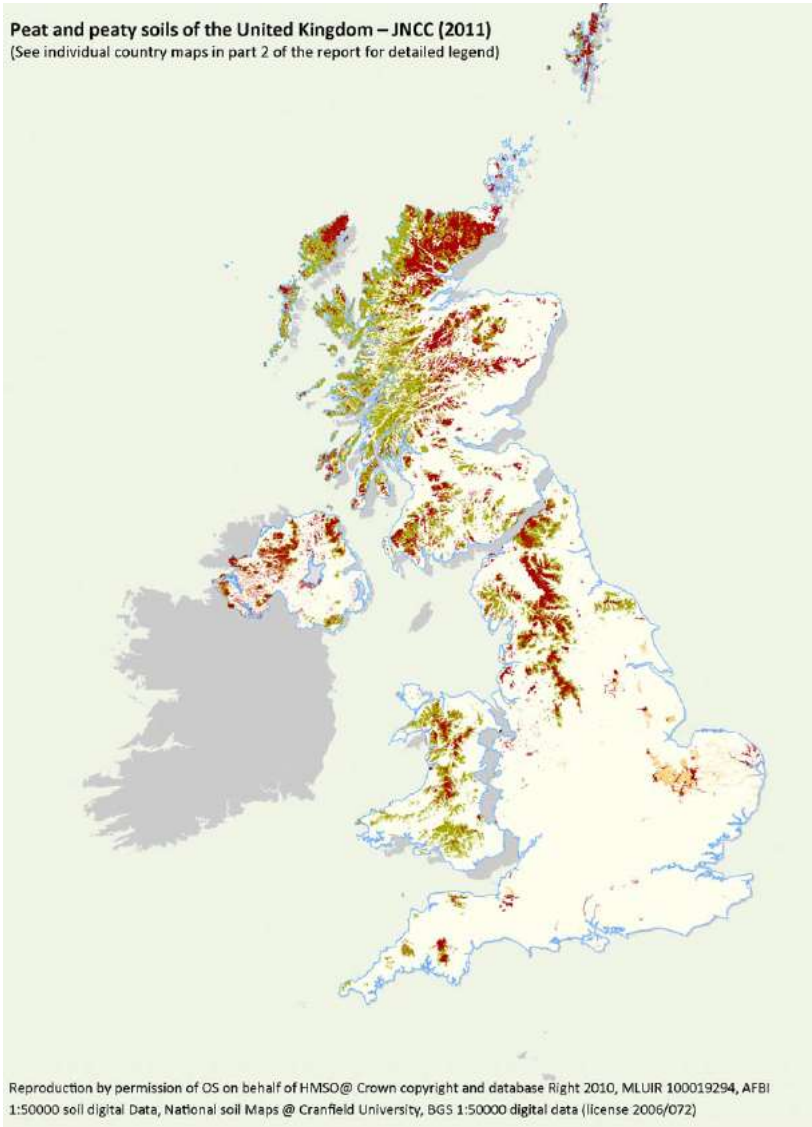 Peat and peaty soils of the United Kingdom – JNCC (2011)
(See individual country maps in part 2 of the report for detailed legend)
Reproduction by permission of OS on behalf of HMSO@ Crown copyright and database Right 2010, MLUIR 100019294, AFBI
1:50000 soil digital Data, National soil Maps @ Cranfield University, BGS 1:50000 digital data (license 2006/072)